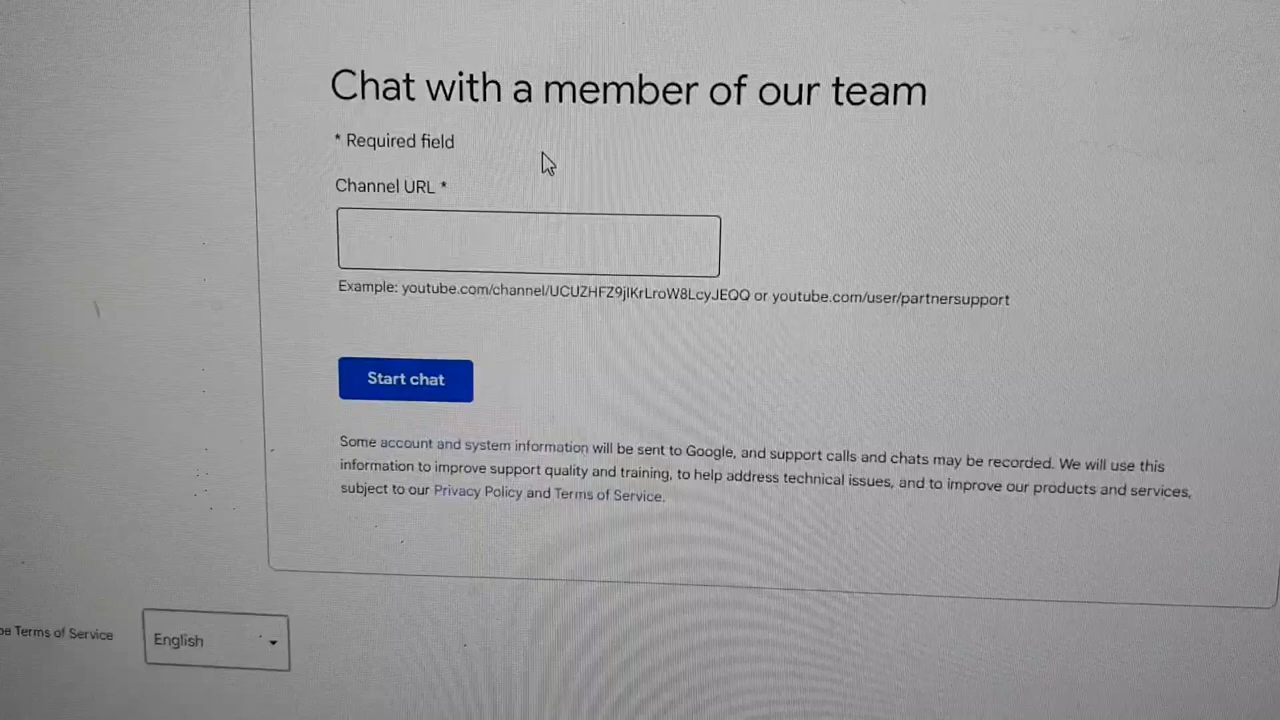 Chat with a member of our team
* Required field
Channel URL *
Example: youtube.com/channel/UCUZHFZ9jIKrLroW8LcyJEQQ or youtube.com/user/partnersupport
Start chat
Some account and system information will be sent to Google, and support calls and chats may be recorded. We will use this
information to improve support quality and training, to help address technical issues, and to improve our products and services,
subject to our Privacy Policy and Terms of Service.
Terms of Service
English